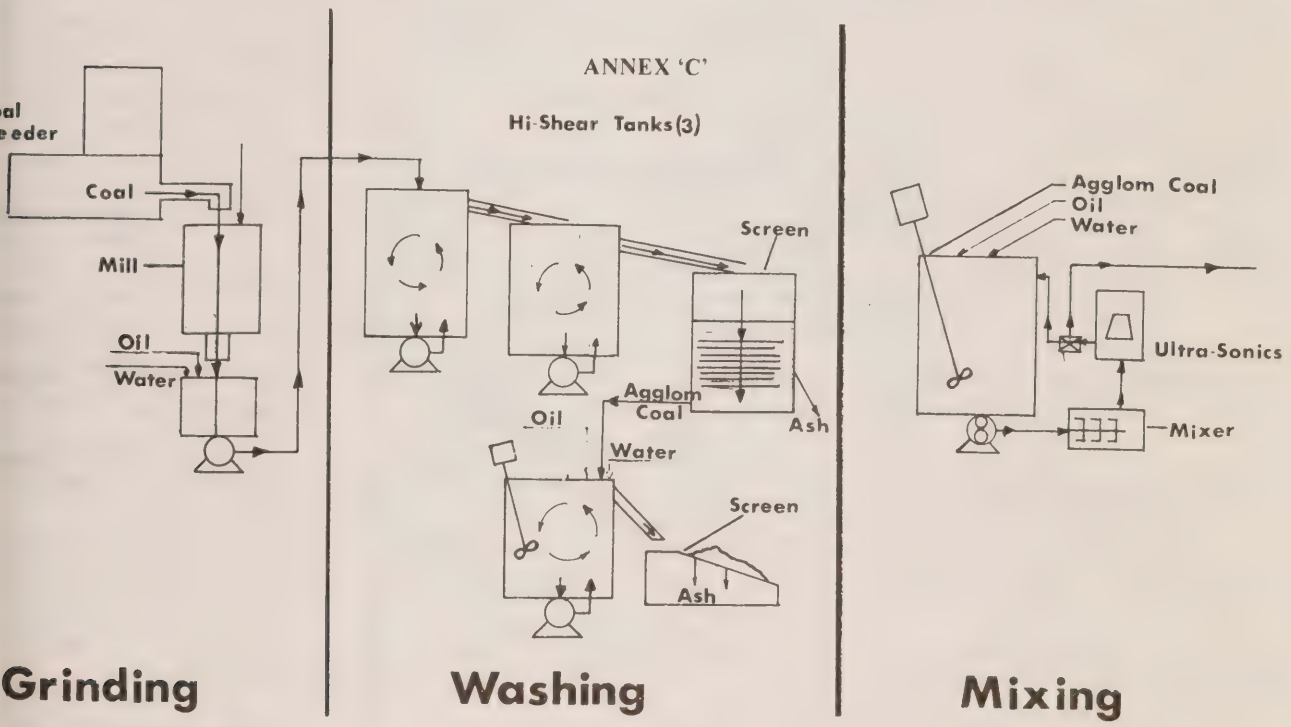 ANNEX ‘C’
Hi-Shear Tanks(3)
Coal
Mill
Oil
Water
Grinding
Screen
Agglom
Coal
Ash
Oil
Water
Screen
Ash
Washing
Agglom Coal
Oil
Water
Ultra-Sonics
Mixer
Mixing